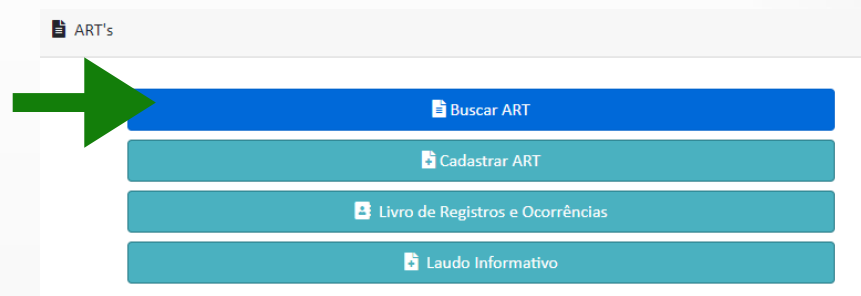 ART's
Buscar ART
Cadastrar ART
Livro de Registros e Ocorrências
Laudo Informativo